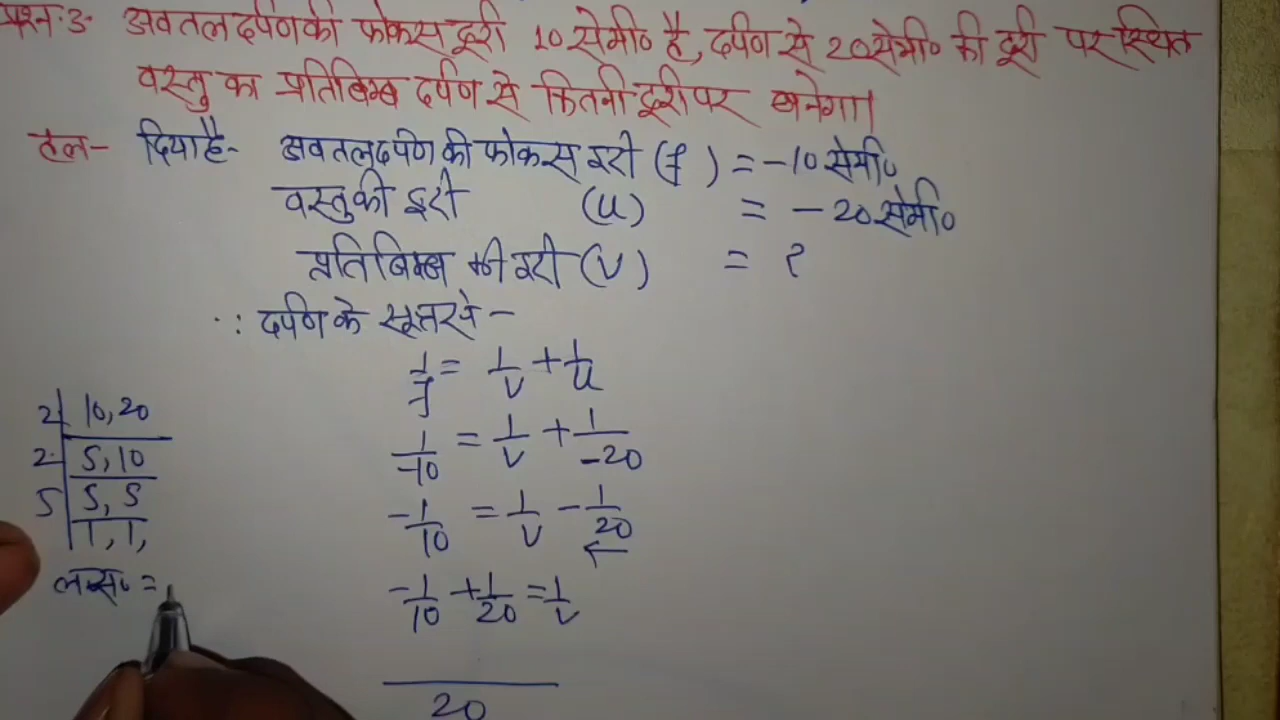 प्रश्न:3- अवतल दर्पण की फोकस दूरी 10 सेमी० है, दर्पण से 20 सेमी० की दूरी पर स्थित
वस्तु का प्रतिबिम्ब दर्पण से कितनी दूरी पर बनेगा।
हल- दिया है- अवतल दर्पण की फोकस दूरी (f) = -10 सेमी०
वस्तु की दूरी (u) = - 20 सेमी०
प्रतिबिम्ब की दूरी (v) = ?
∵ दर्पण के सूत्र से -
1/f = 1/v + 1/u
1/-10 = 1/v + 1/-20
-1/10 = 1/v - 1/20
←
-1/10 + 1/20 = 1/v
20
2 | 10, 20
2 | 5, 10
5 | 5, 5
1, 1,
ल०स० =